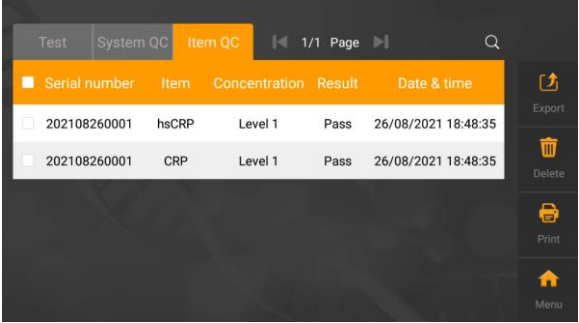 Test System QC Item QC 1/1 Page
Serial number Item Concentration Result Date & time
202108260001 hsCRP Level 1 Pass 26/08/2021 18:48:35
202108260001 CRP Level 1 Pass 26/08/2021 18:48:35
Export
Delete
Print
Menu